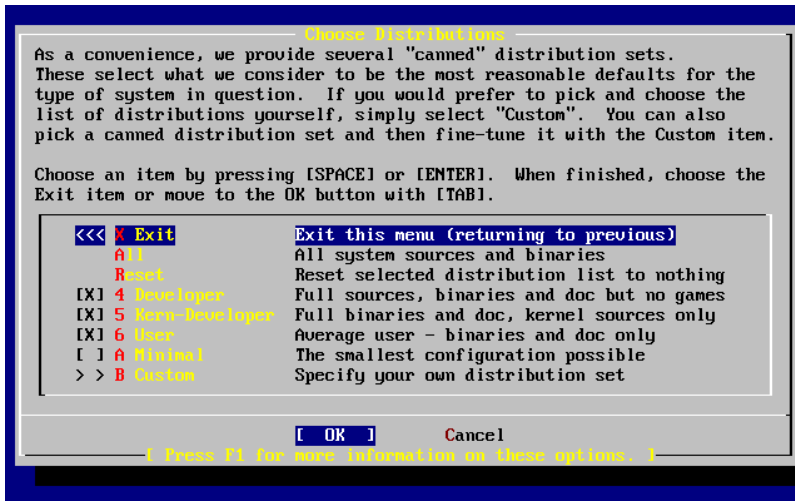 Choose Distributions
As a convenience, we provide several "canned" distribution sets.
These select what we consider to be the most reasonable defaults for the
type of system in question.  If you would prefer to pick and choose the
list of distributions yourself, simply select "Custom".  You can also
pick a canned distribution set and then fine-tune it with the Custom item.
Choose an item by pressing [SPACE] or [ENTER].  When finished, choose the
Exit item or move to the OK button with [TAB].
<<< X Exit Exit this menu (returning to previous)
All All system sources and binaries
Reset Reset selected distribution list to nothing
[X] 4 Developer Full sources, binaries and doc but no games
[X] 5 Kern-Developer Full binaries and doc, kernel sources only
[X] 6 User Average user - binaries and doc only
[ ] A Minimal The smallest configuration possible
> > B Custom Specify your own distribution set
[ OK ] Cancel
[ Press F1 for more information on these options. ]